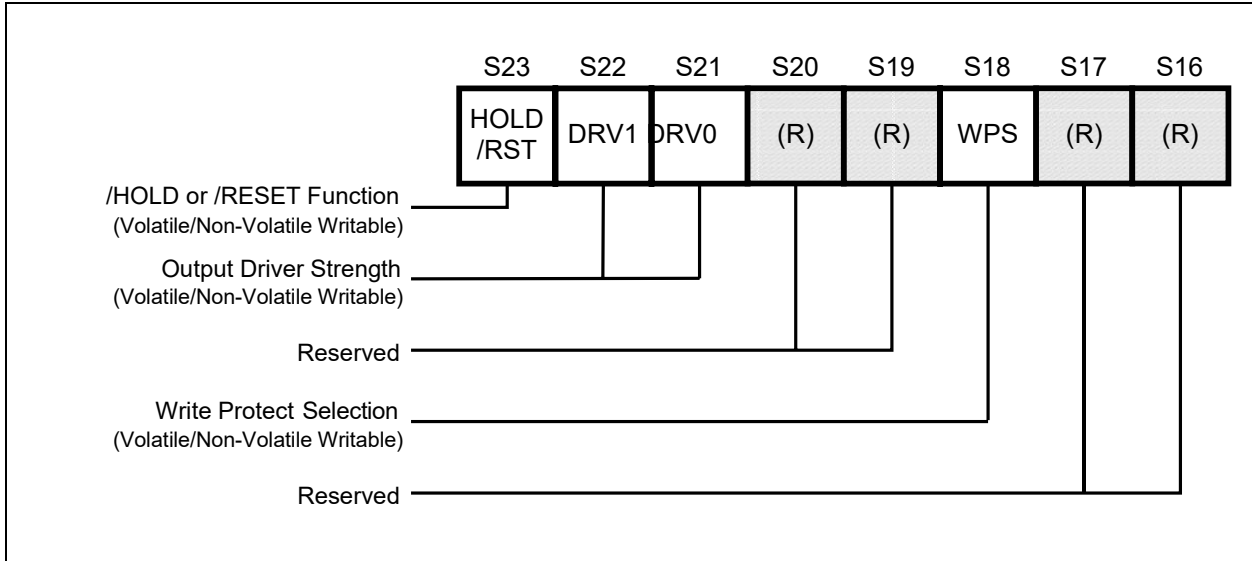 S23 S22 S21 S20 S19 S18 S17 S16
HOLD
/RST DRV1 DRV0 (R) (R) WPS (R) (R)
/HOLD or /RESET Function
(Volatile/Non-Volatile Writable)
Output Driver Strength
(Volatile/Non-Volatile Writable)
Reserved
Write Protect Selection
(Volatile/Non-Volatile Writable)
Reserved